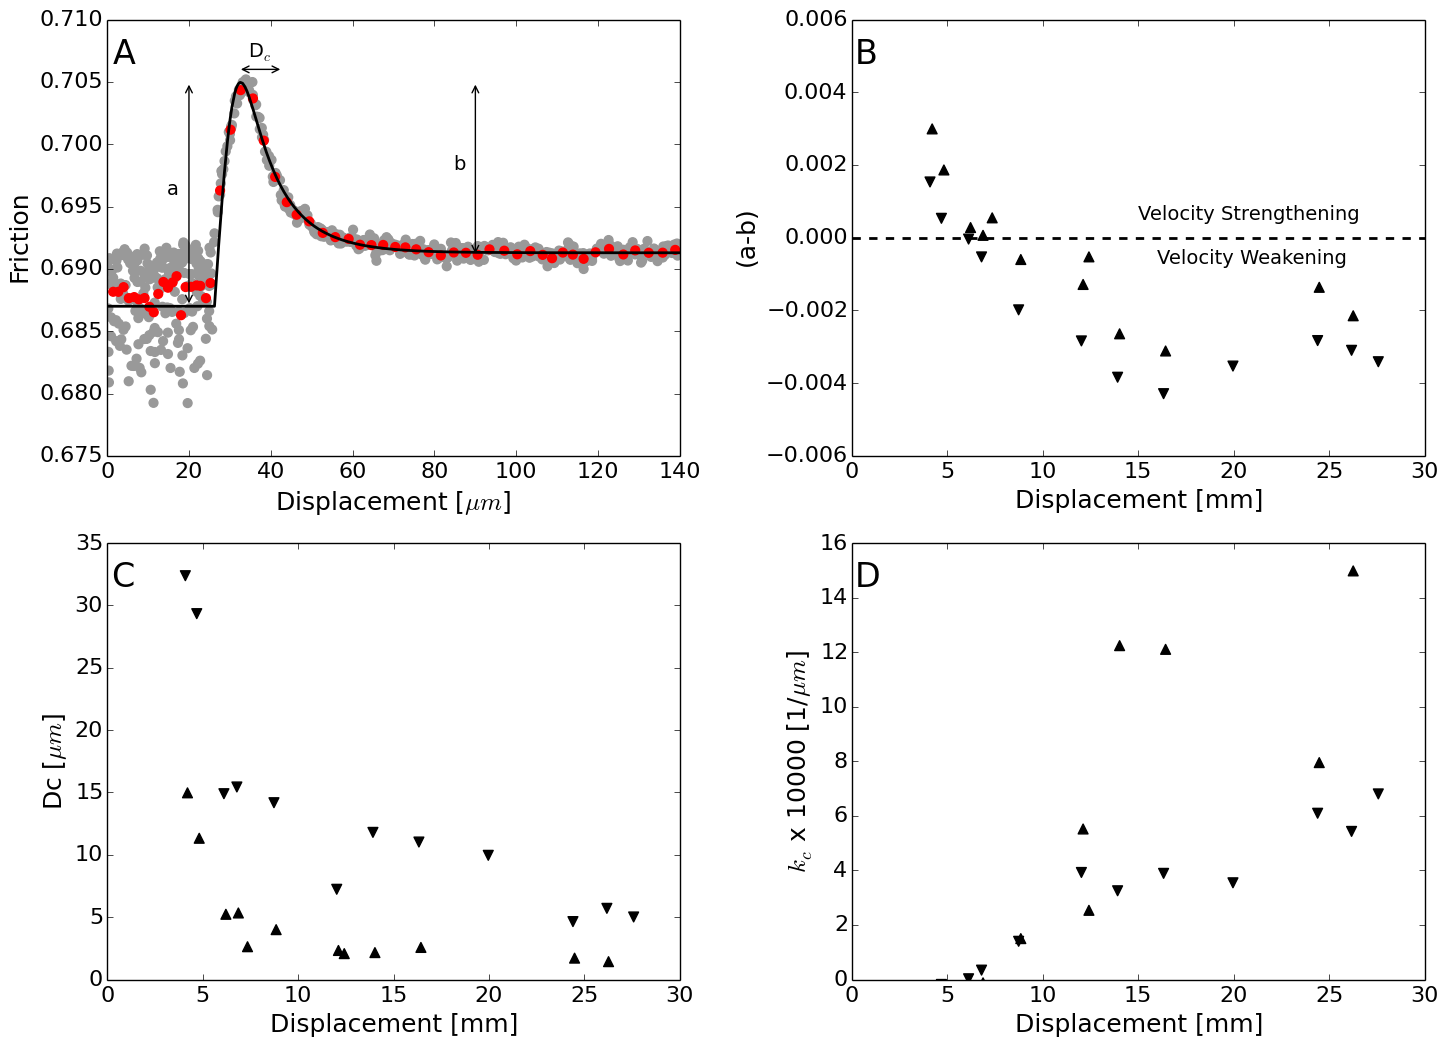 A
D_c
a
b
0.710
0.705
0.700
0.695
0.690
0.685
0.680
0.675
Friction
0 20 40 60 80 100 120 140
Displacement [μm]
B
Velocity Strengthening
Velocity Weakening
0.006
0.004
0.002
0.000
−0.002
−0.004
−0.006
(a-b)
0 5 10 15 20 25 30
Displacement [mm]
C
35
30
25
20
15
10
5
0
Dc [μm]
0 5 10 15 20 25 30
Displacement [mm]
D
16
14
12
10
8
6
4
2
0
k_c x 10000 [1/μm]
0 5 10 15 20 25 30
Displacement [mm]